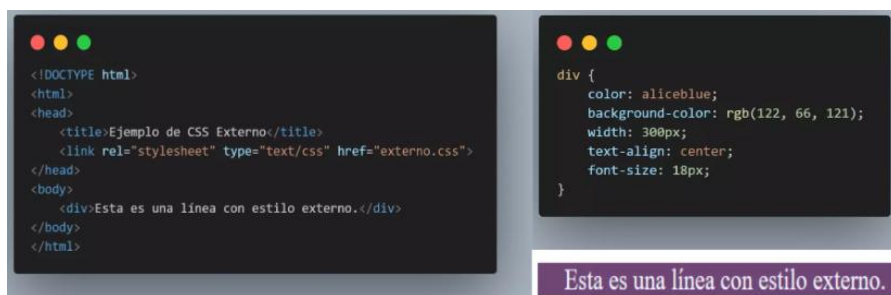 <!DOCTYPE html>
<html>
<head>
    <title>Ejemplo de CSS Externo</title>
    <link rel="stylesheet" type="text/css" href="externo.css">
</head>
<body>
    <div>Esta es una línea con estilo externo.</div>
</body>
</html>
div {
    color: aliceblue;
    background-color: rgb(122, 66, 121);
    width: 300px;
    text-align: center;
    font-size: 18px;
}
Esta es una línea con estilo externo.